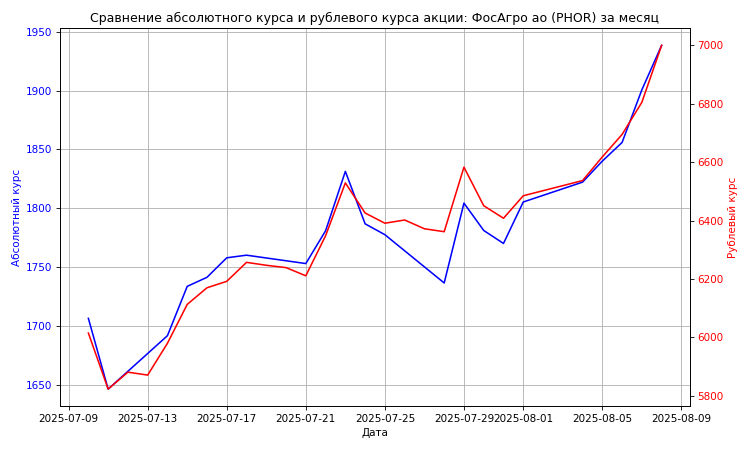 Сравнение абсолютного курса и рублевого курса акции: ФосАгро ао (PHOR) за месяц
1950
1900
1850
1800
1750
1700
1650
Абсолютный курс
7000
6800
6600
6400
6200
6000
5800
Рублевый курс
2025-07-09 2025-07-13 2025-07-17 2025-07-21 2025-07-25 2025-07-29 2025-08-01 2025-08-05 2025-08-09
Дата